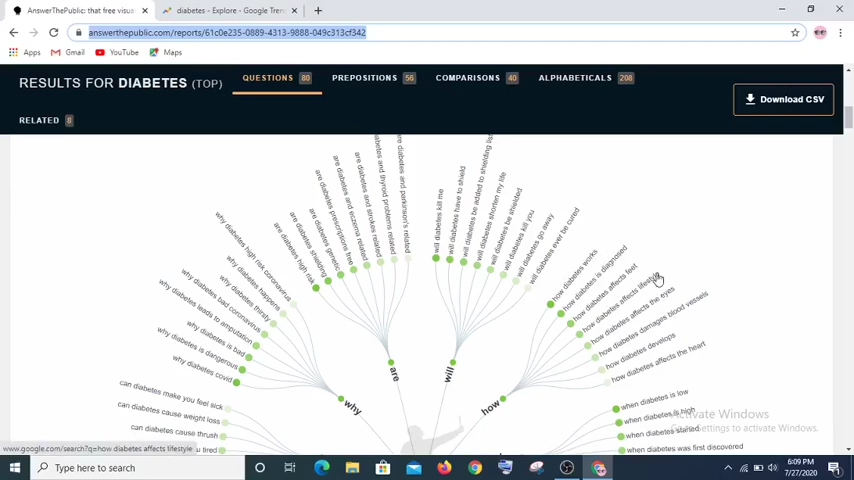 AnswerThePublic: that free visua
diabetes - Explore - Google Tren
answerthepublic.com/reports/61c0e235-0889-4313-9888-049c313cf342
Apps
Gmail
YouTube
Maps
RESULTS FOR DIABETES (TOP)
QUESTIONS 80
PREPOSITIONS 56
COMPARISONS 40
ALPHABETICALS 208
Download CSV
RELATED 8
why diabetes high risk coronavirus
why diabetes happens
why diabetes thirsty
why diabetes bad coronavirus
why diabetes leads to amputation
why diabetes is bad
why diabetes is dangerous
why diabetes covid
why
are diabetes high risk
are diabetes shielding
are diabetes genetic
are diabetes prescriptions free
are diabetes and eczema related
are diabetes and strokes related
are diabetes and thyroid problems related
are diabetes and parkinson's related
are
will diabetes kill me
will diabetes have to shield
will diabetes be added to shielding list
will diabetes shorten my life
will diabetes be shielded
will diabetes kill you
will diabetes go away
will diabetes ever be cured
will
how diabetes works
how diabetes is diagnosed
how diabetes affects feet
how diabetes affects lifestyle
how diabetes affects the eyes
how diabetes damages blood vessels
how diabetes develops
how diabetes affects the heart
how
can diabetes make you feel sick
can diabetes cause weight loss
can diabetes cause thrush
u tired
when diabetes is low
when diabetes is high
when diabetes started
when diabetes was first discovered
Activate Windows
Go to Settings to activate Windows.
www.google.com/search?q=how diabetes affects lifestyle
Type here to search
6:09 PM
7/27/2020